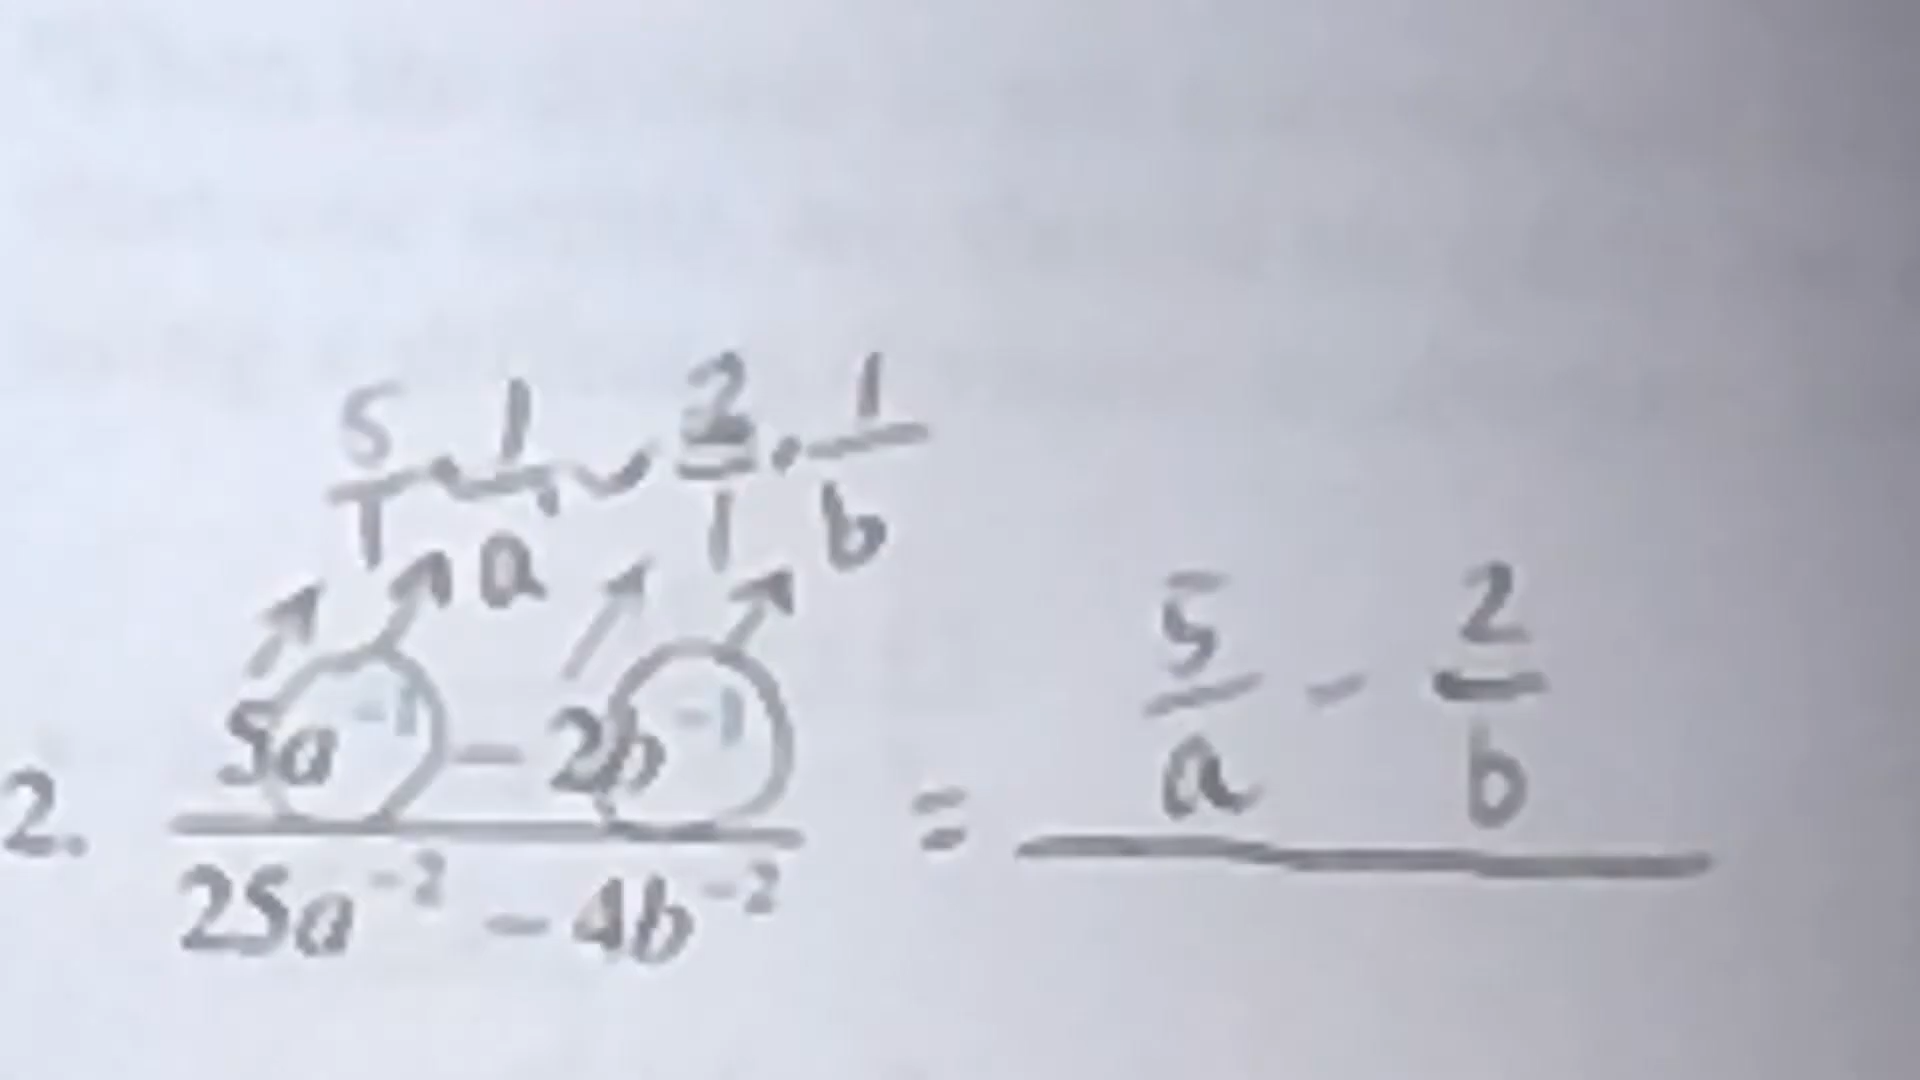 5/1 · 1/a - 2/1 · 1/b
2. (5a⁻¹ - 2b⁻¹)/(25a⁻² - 4b⁻²) = (5/a - 2/b)/